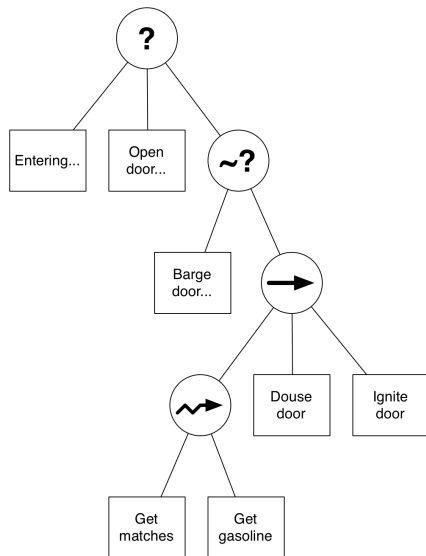 ?
Entering...
Open
door...
~?
Barge
door...
Douse
door
Ignite
door
Get
matches
Get
gasoline